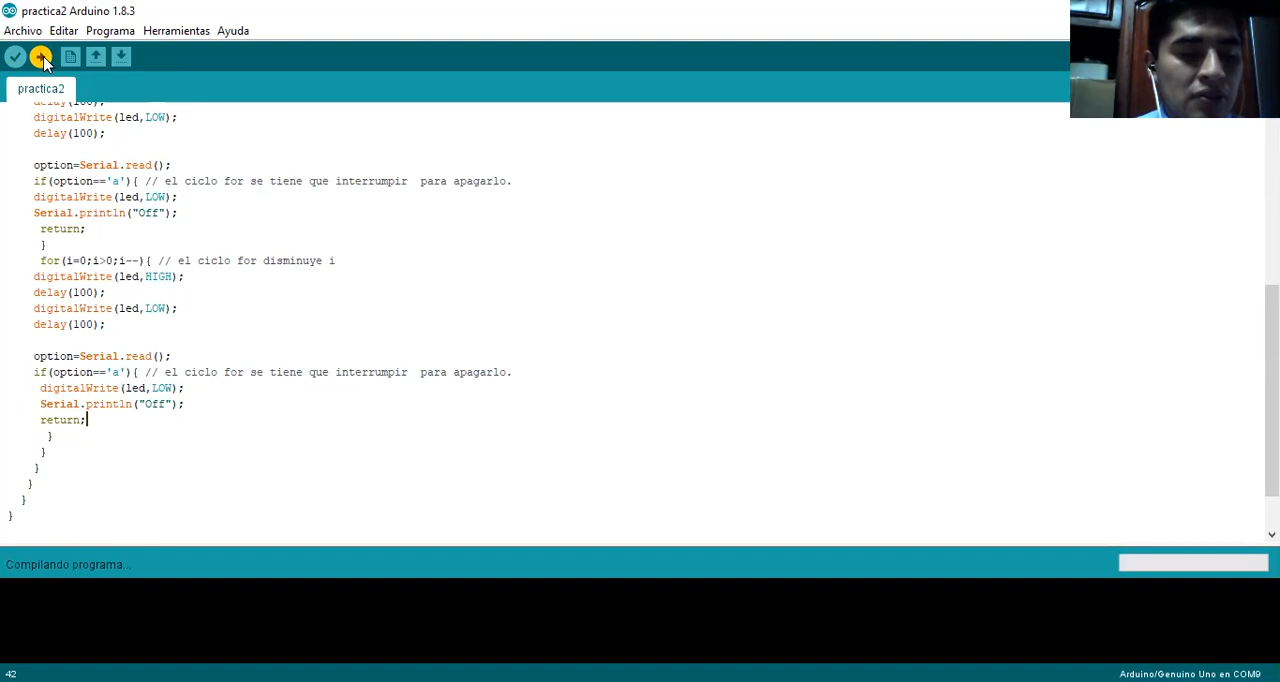 practica2 Arduino 1.8.3
Archivo Editar Programa Herramientas Ayuda
practica2
delay(100);
digitalWrite(led,LOW);
delay(100);
option=Serial.read();
if(option=='a'){ // el ciclo for se tiene que interrumpir  para apagarlo.
digitalWrite(led,LOW);
Serial.println("Off");
return;
}
for(i=0;i>0;i--){ // el ciclo for disminuye i
digitalWrite(led,HIGH);
delay(100);
digitalWrite(led,LOW);
delay(100);
option=Serial.read();
if(option=='a'){ // el ciclo for se tiene que interrumpir  para apagarlo.
digitalWrite(led,LOW);
Serial.println("Off");
return;
}
}
}
}
}
}
Compilando programa...
42
Arduino/Genuino Uno en COM9